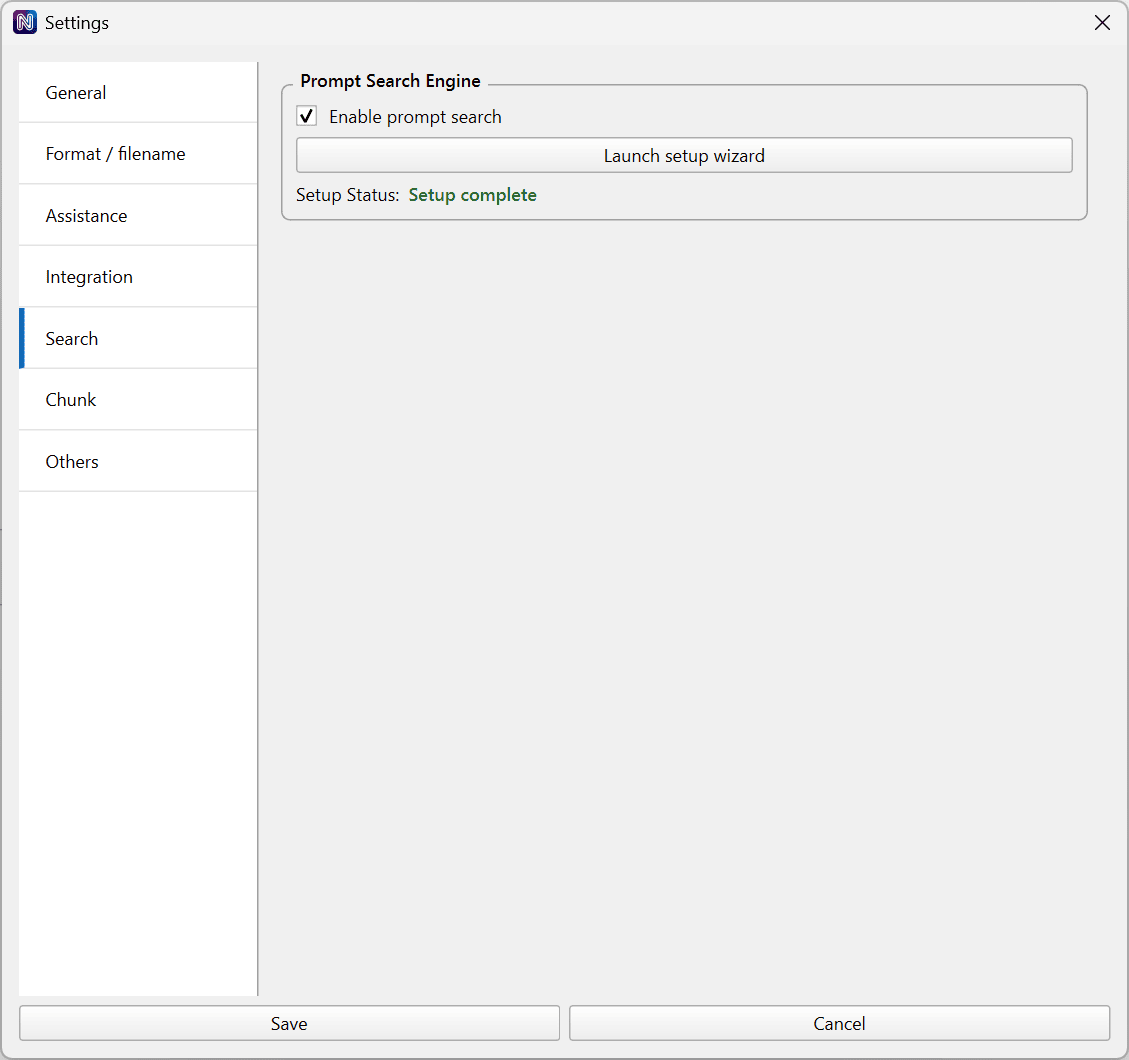 Settings
General
Format / filename
Assistance
Integration
Search
Chunk
Others
Prompt Search Engine
Enable prompt search
Launch setup wizard
Setup Status: Setup complete
Save
Cancel